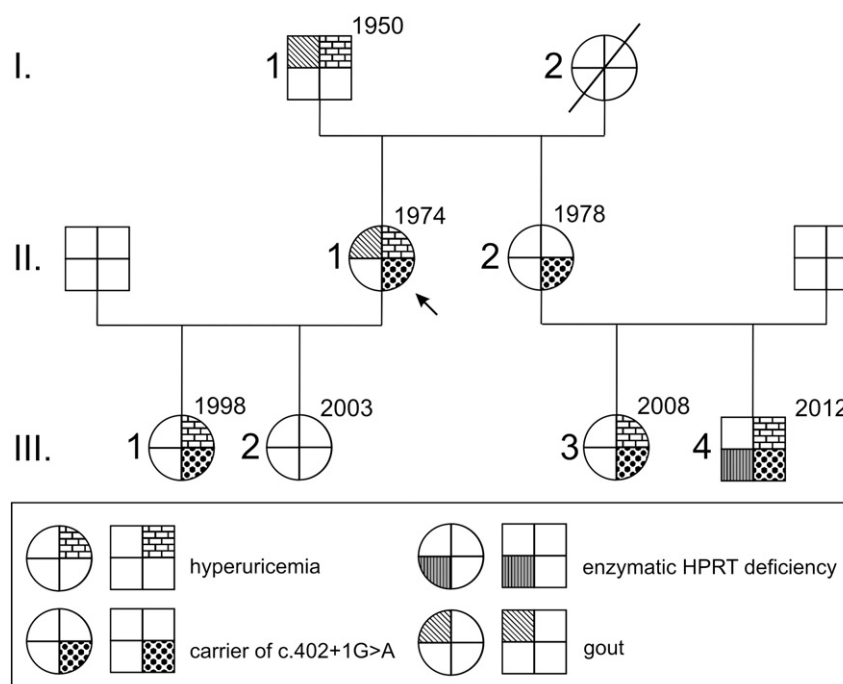 1950
I. 1 2
1974 1978
II. 1 2
1998 2003 2008 2012
III. 1 2 3 4
hyperuricemia enzymatic HPRT deficiency
carrier of c.402+1G>A gout